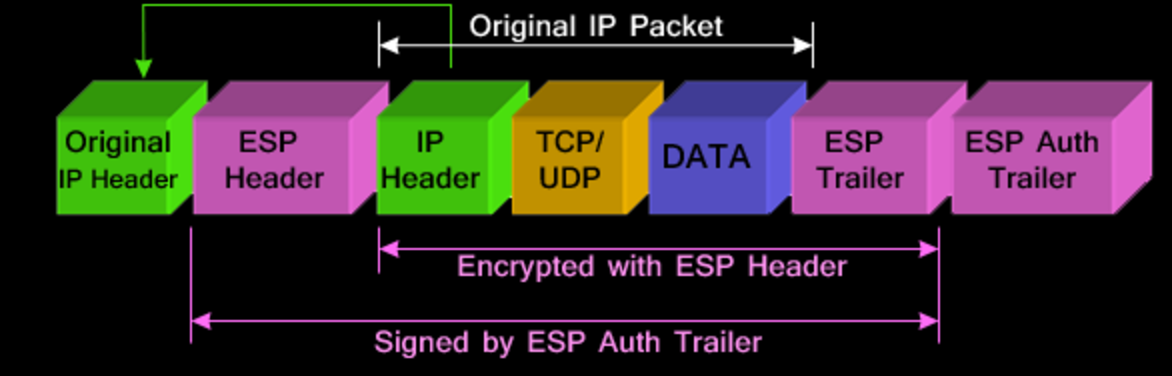 Original IP Packet
Original
IP Header
ESP
Header
IP
Header
TCP/
UDP
DATA
ESP
Trailer
ESP Auth
Trailer
Encrypted with ESP Header
Signed by ESP Auth Trailer